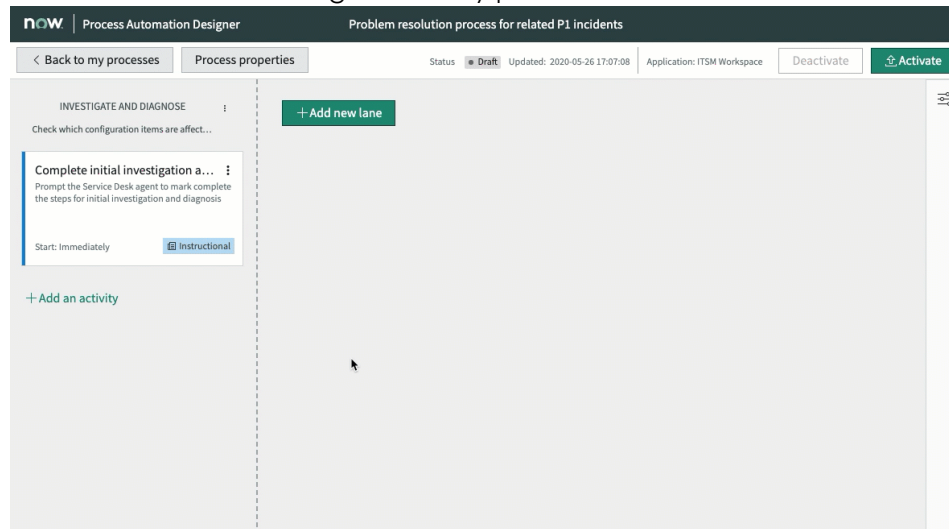 now. Process Automation Designer Problem resolution process for related P1 incidents
< Back to my processes Process properties Status Draft Updated: 2020-05-26 17:07:08 Application: ITSM Workspace Deactivate Activate
INVESTIGATE AND DIAGNOSE
Check which configuration items are affect...
+ Add new lane
Complete initial investigation a...
Prompt the Service Desk agent to mark complete
the steps for initial investigation and diagnosis
Start: Immediately Instructional
+ Add an activity